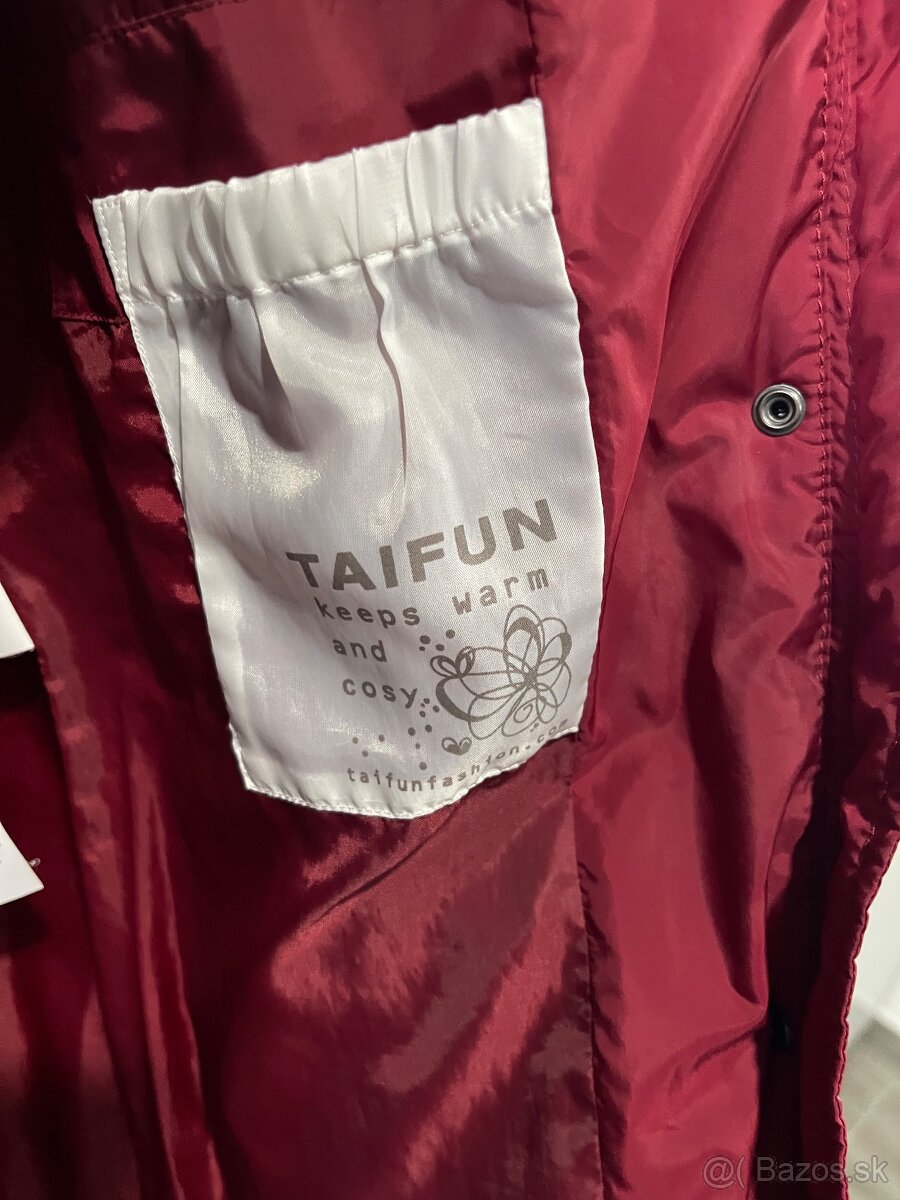 TAIFUN
keeps warm
and
cosy
taifunfashion.com
@( Bazos.sk